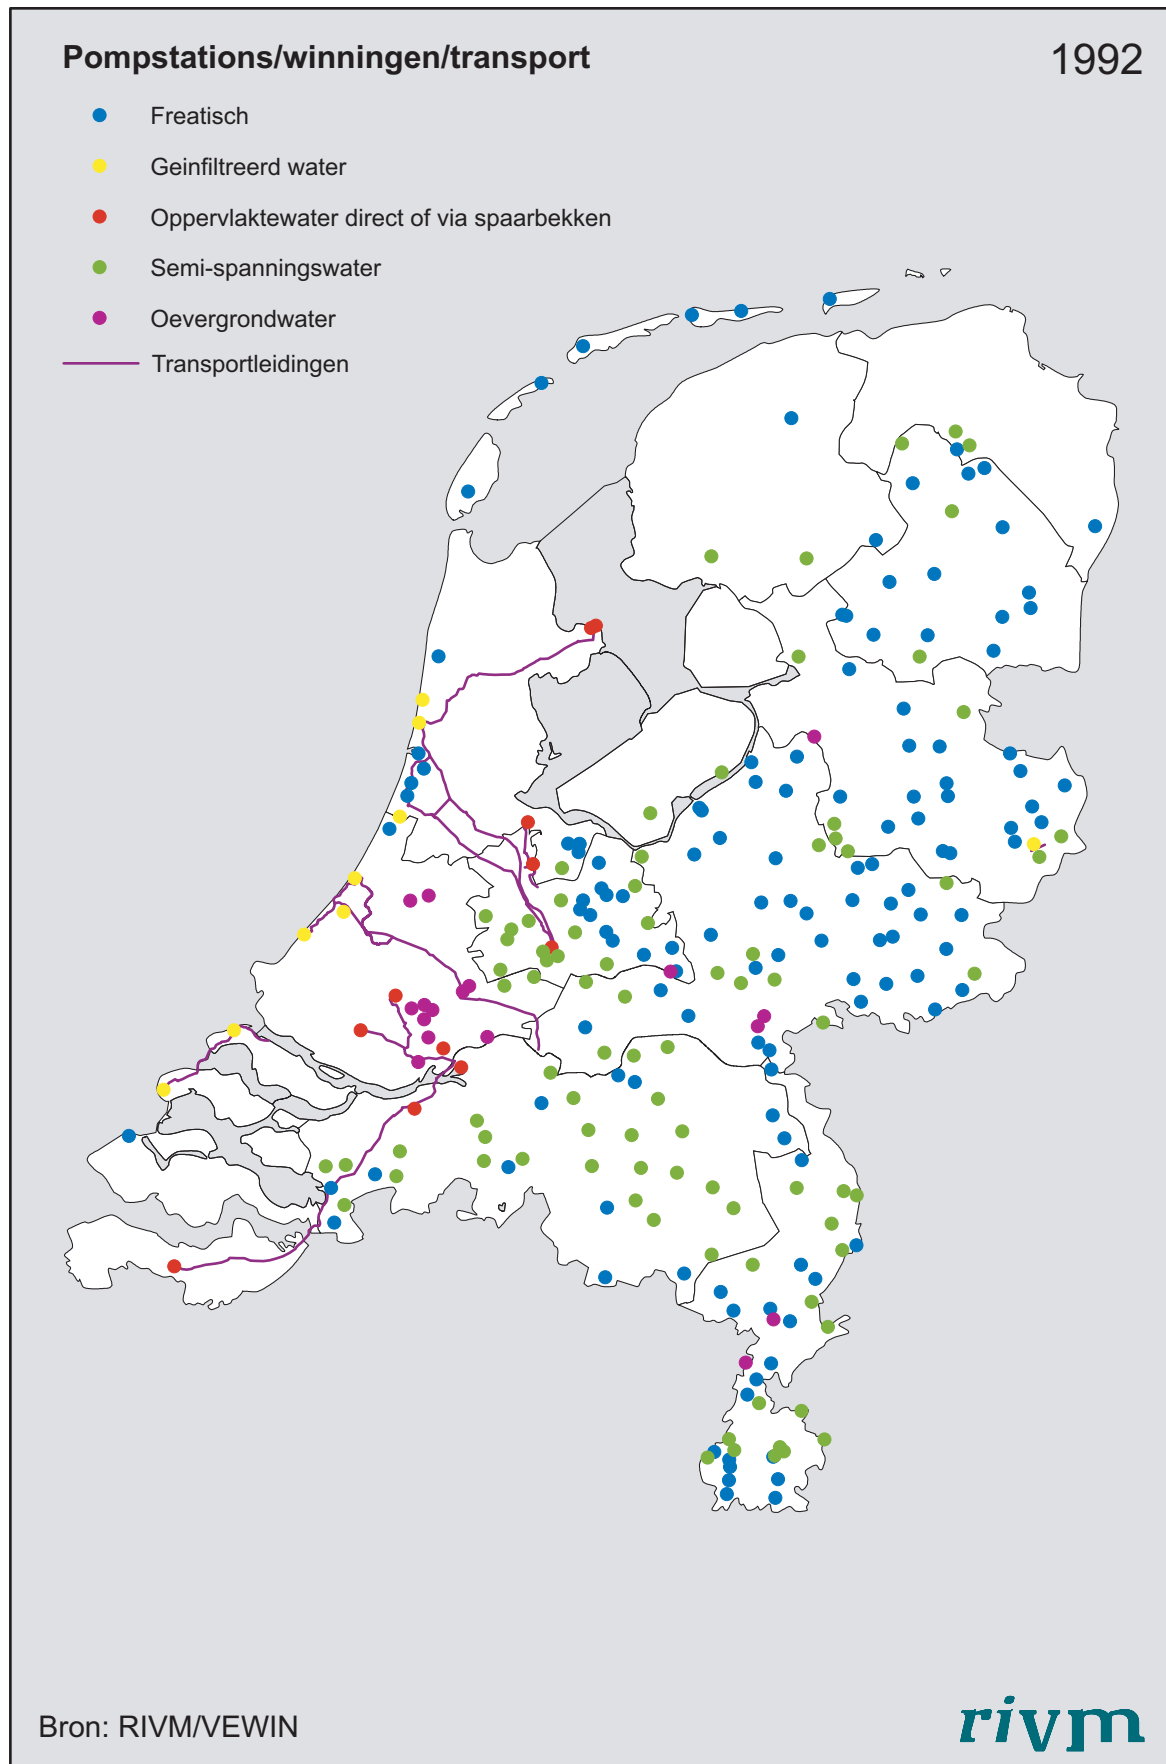 Pompstations/winningen/transport
1992
Freatisch
Geinfiltreerd water
Oppervlaktewater direct of via spaarbekken
Semi-spanningswater
Oevergrondwater
Transportleidingen
Bron: RIVM/VEWIN
rivm